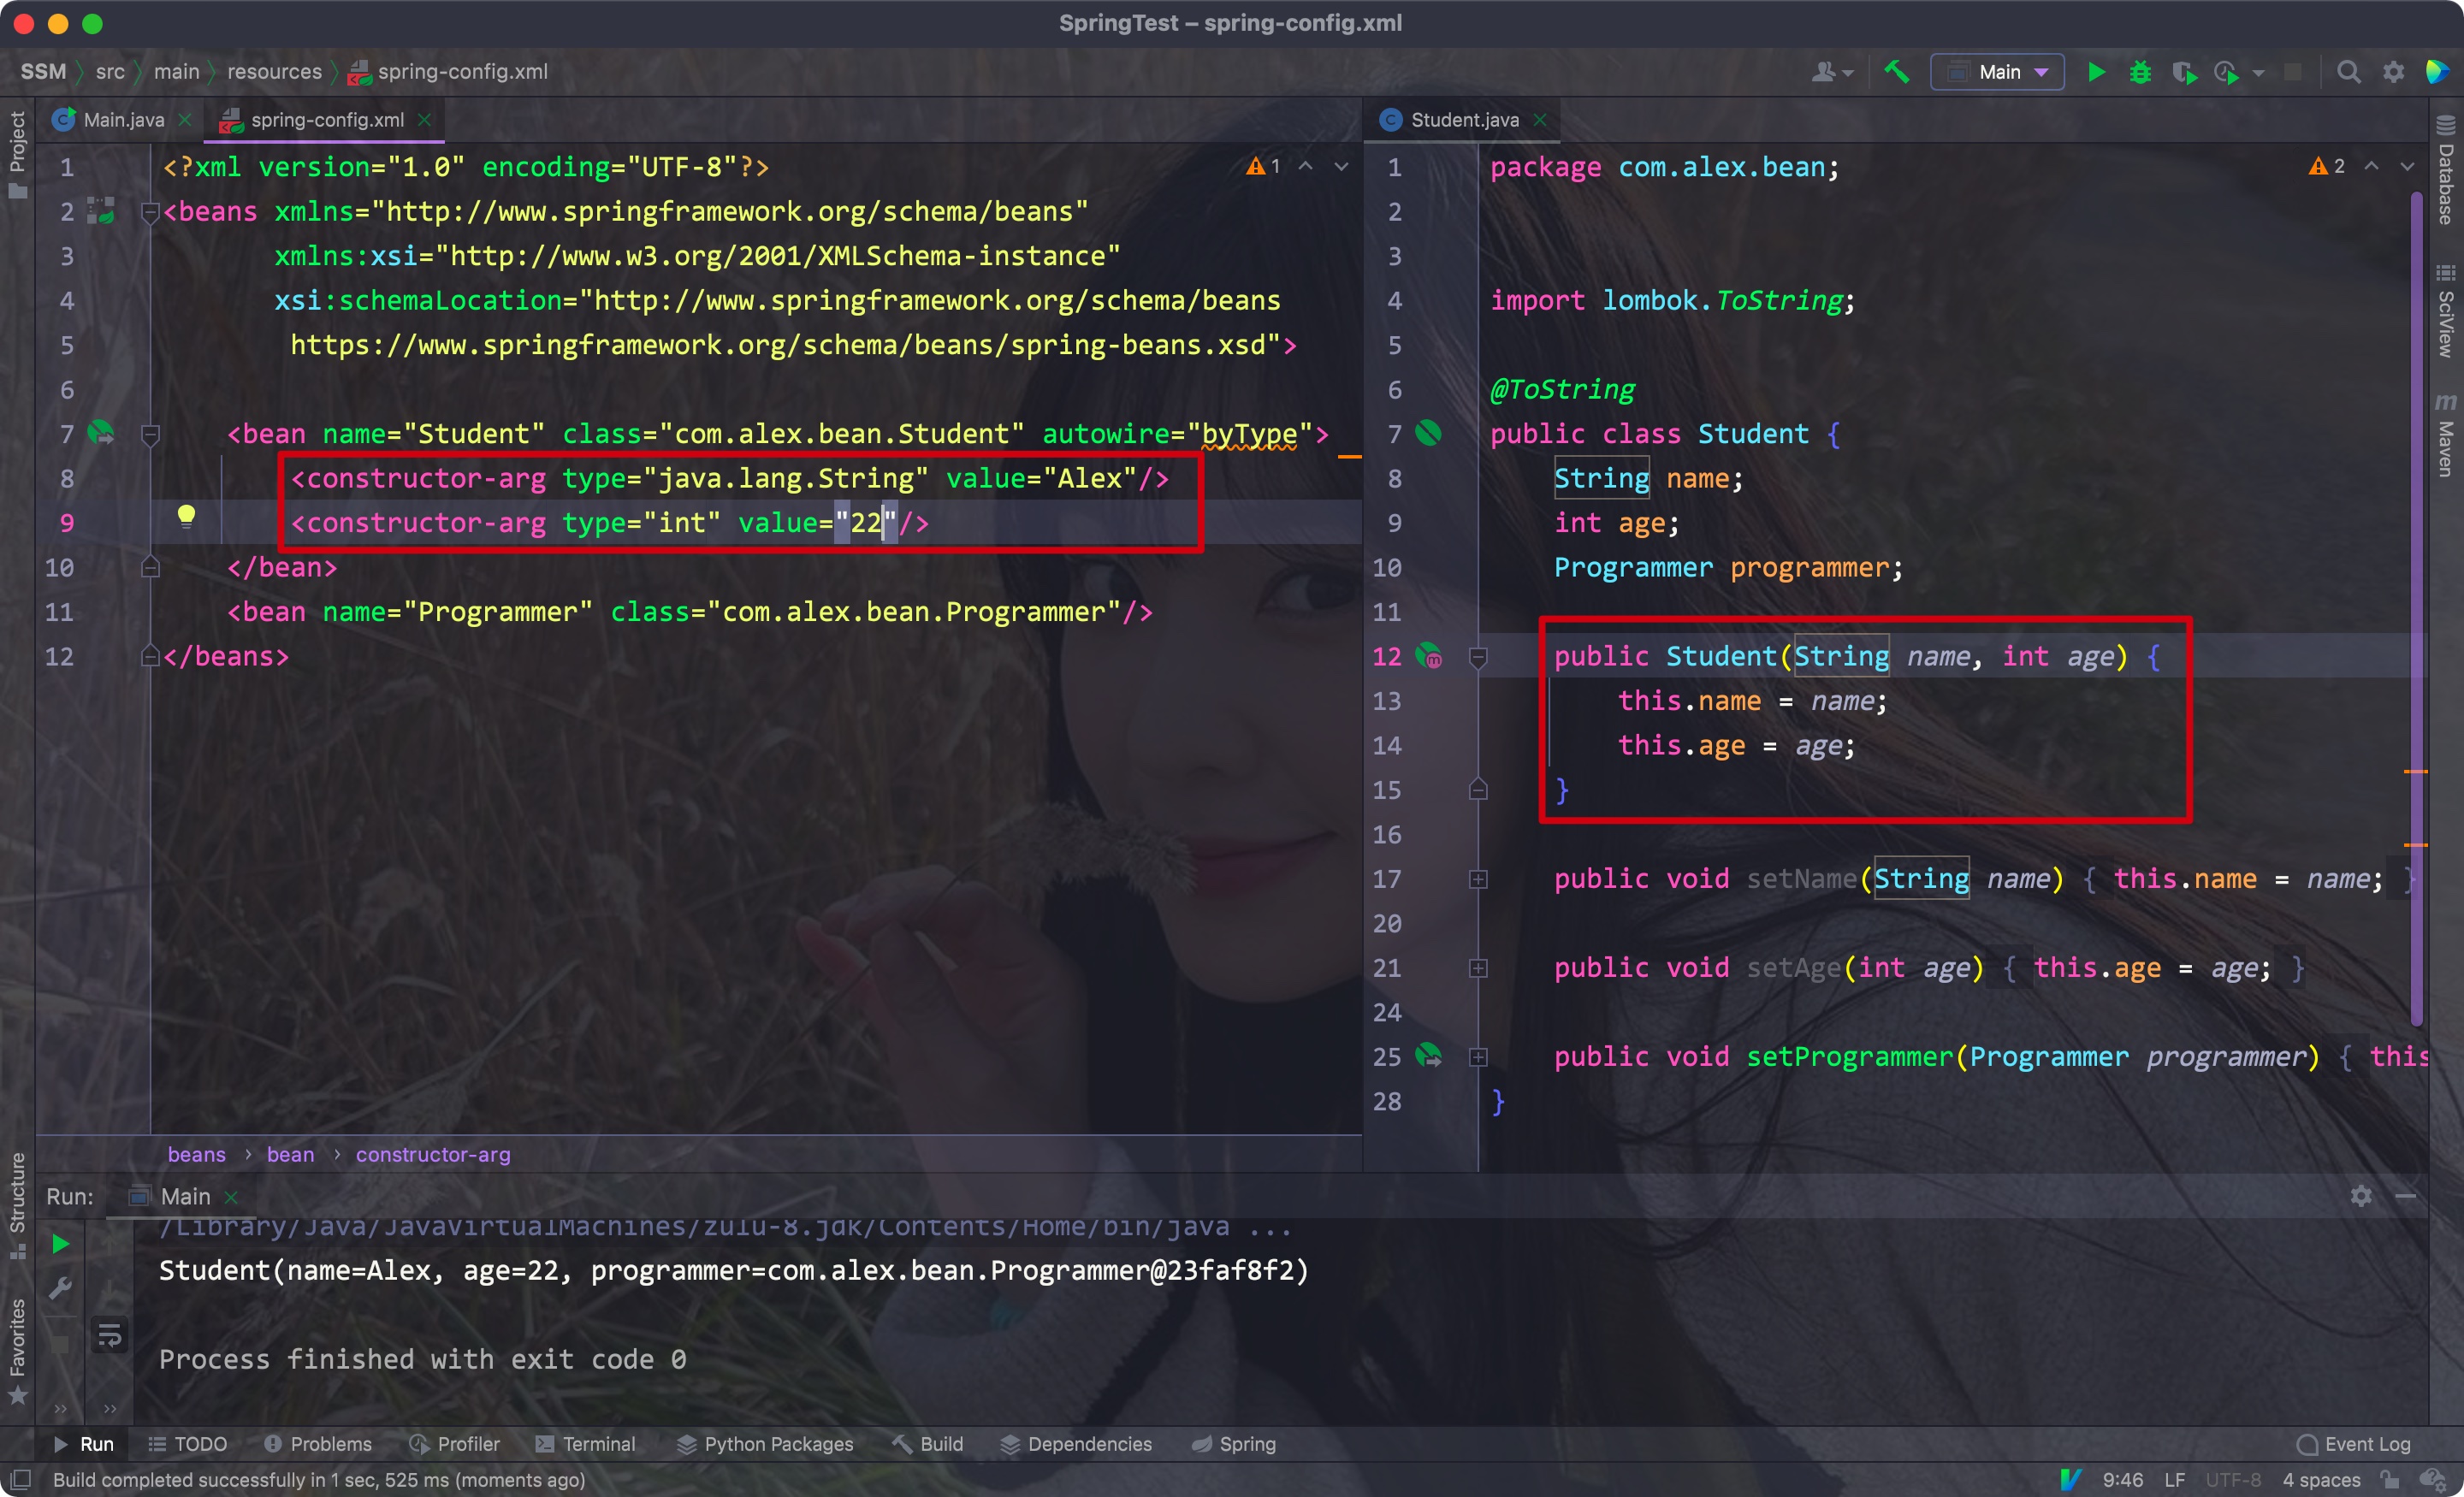 SpringTest – spring-config.xml
SSM src main resources spring-config.xml
Main
Project
Main.java
spring-config.xml
1 <?xml version="1.0" encoding="UTF-8"?>
2 <beans xmlns="http://www.springframework.org/schema/beans"
3 xmlns:xsi="http://www.w3.org/2001/XMLSchema-instance"
4 xsi:schemaLocation="http://www.springframework.org/schema/beans
5 https://www.springframework.org/schema/beans/spring-beans.xsd">
6
7 <bean name="Student" class="com.alex.bean.Student" autowire="byType">
8 <constructor-arg type="java.lang.String" value="Alex"/>
9 <constructor-arg type="int" value="22"/>
10 </bean>
11 <bean name="Programmer" class="com.alex.bean.Programmer"/>
12 </beans>
1
beans › bean › constructor-arg
Student.java
1 package com.alex.bean;
2
3
4 import lombok.ToString;
5
6 @ToString
7 public class Student {
8 String name;
9 int age;
10 Programmer programmer;
11
12 public Student(String name, int age) {
13 this.name = name;
14 this.age = age;
15 }
16
17 public void setName(String name) { this.name = name; }
20
21 public void setAge(int age) { this.age = age; }
24
25 public void setProgrammer(Programmer programmer) { this
28 }
2
Database
SciView
m Maven
Structure
Favorites
Run: Main
/Library/Java/JavaVirtualMachines/zulu-8.jdk/Contents/Home/bin/java ...
Student(name=Alex, age=22, programmer=com.alex.bean.Programmer@23faf8f2)
Process finished with exit code 0
Run TODO Problems Profiler Terminal Python Packages Build Dependencies Spring Event Log
Build completed successfully in 1 sec, 525 ms (moments ago) 9:46 LF UTF-8 4 spaces